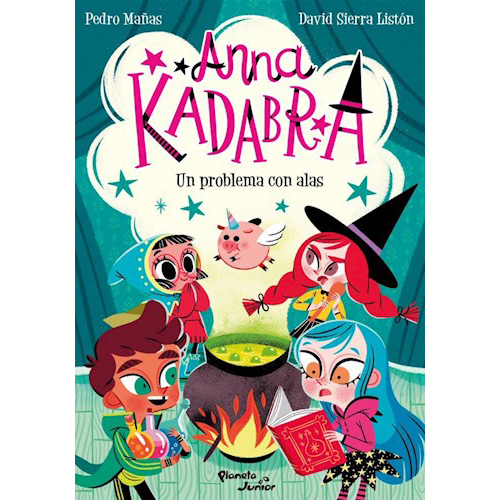 Pedro Mañas
David Sierra Listón
Anna
KADABRA
Un problema con alas
Planeta
Junior